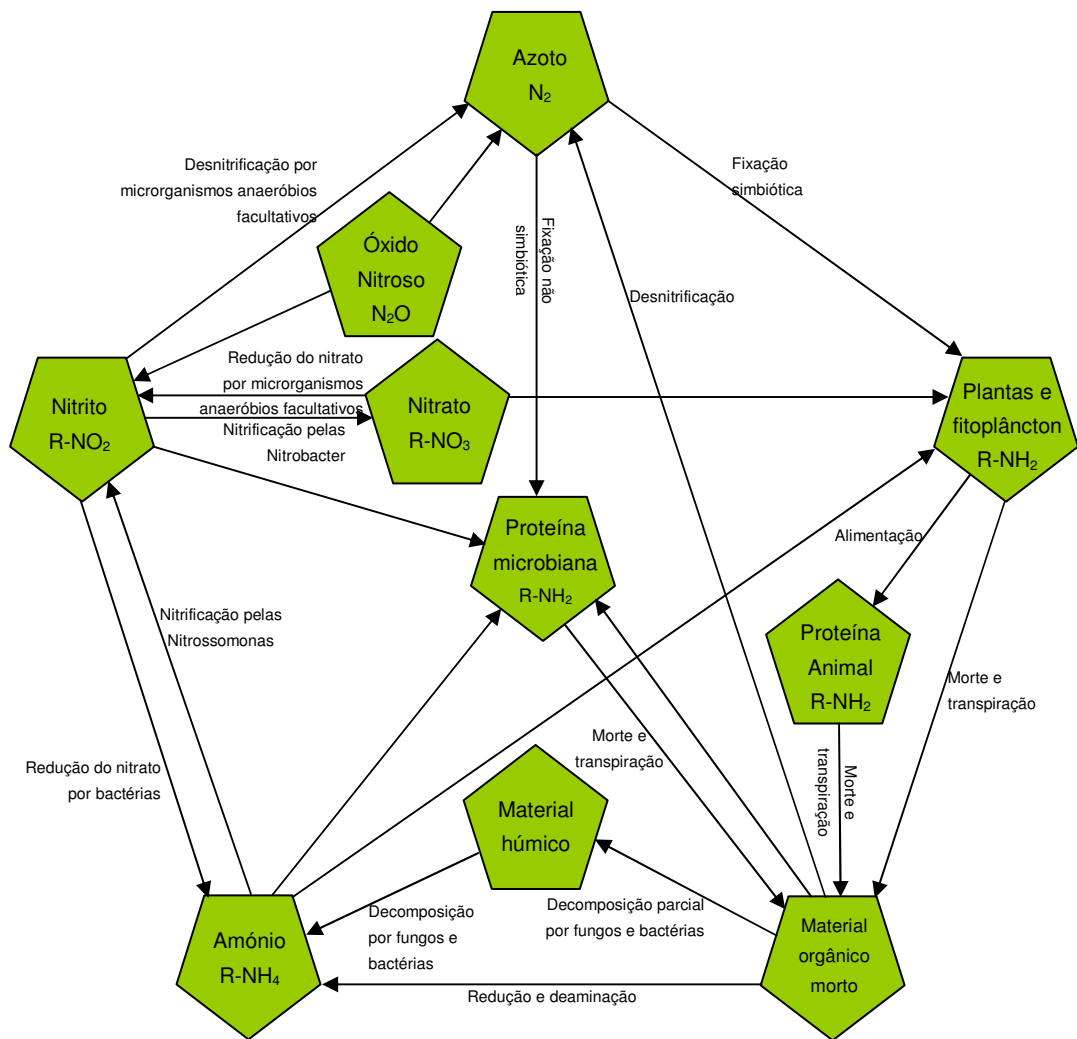 Azoto
N₂
Desnitrificação por
microrganismos anaeróbios
facultativos
Fixação
simbiótica
Fixação não
simbiótica
Óxido
Nitroso
N₂O
Desnitrificação
Redução do nitrato
por microrganismos
anaeróbios facultativos
Nitrificação pelas
Nitrobacter
Nitrito
R-NO₂
Nitrato
R-NO₃
Plantas e
fitoplâncton
R-NH₂
Proteína
microbiana
R-NH₂
Alimentação
Nitrificação pelas
Nitrossomonas
Proteína
Animal
R-NH₂
Morte e
transpiração
Morte e
transpiração
Morte e
transpiração
Redução do nitrato
por bactérias
Material
húmico
Decomposição
por fungos e
bactérias
Decomposição parcial
por fungos e bactérias
Amónio
R-NH₄
Material
orgânico
morto
Redução e deaminação